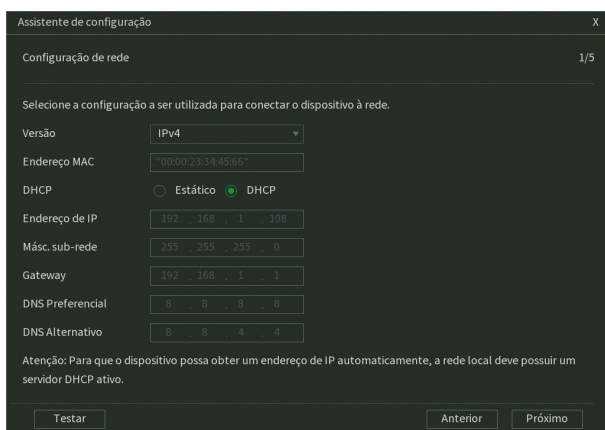 Assistente de configuração X
Configuração de rede 1/5
Selecione a configuração a ser utilizada para conectar o dispositivo à rede.
Versão IPv4
Endereço MAC "00:00:23:34:45:66"
DHCP Estático DHCP
Endereço de IP 192 . 168 . 1 . 108
Másc. sub-rede 255 . 255 . 255 . 0
Gateway 192 . 168 . 1 . 1
DNS Preferencial 8 . 8 . 8 . 8
DNS Alternativo 8 . 8 . 4 . 4
Atenção: Para que o dispositivo possa obter um endereço de IP automaticamente, a rede local deve possuir um
servidor DHCP ativo.
Testar Anterior Próximo